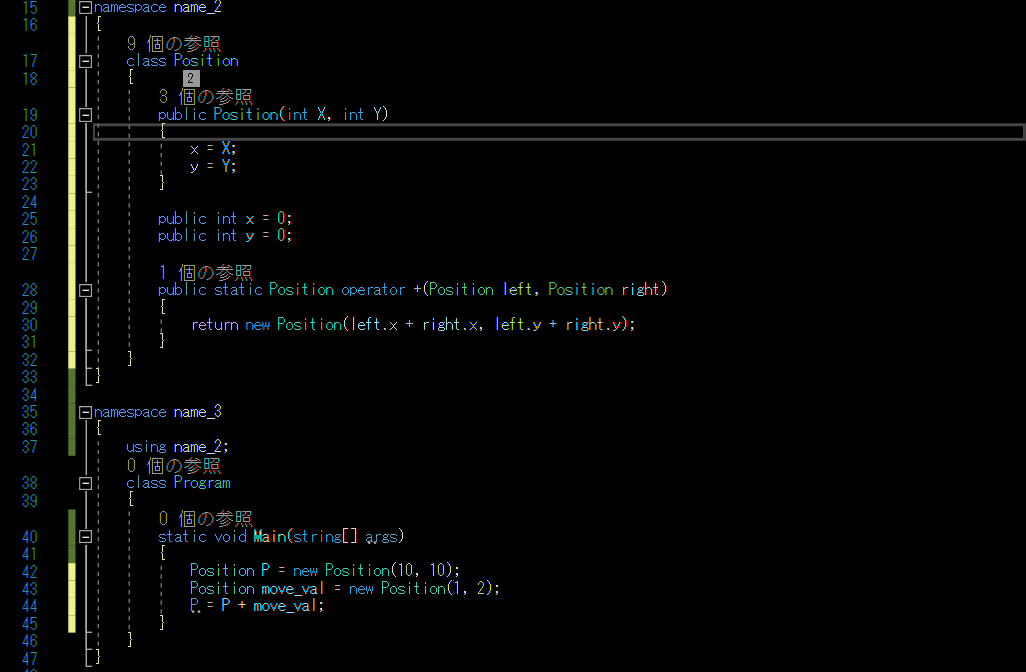 15 namespace name_2
16 {
9 個の参照
17 class Position
18 {
2
3 個の参照
19 public Position(int X, int Y)
20 {
21 x = X;
22 y = Y;
23 }
24
25 public int x = 0;
26 public int y = 0;
27
1 個の参照
28 public static Position operator +(Position left, Position right)
29 {
30 return new Position(left.x + right.x, left.y + right.y);
31 }
32 }
33 }
34
35 namespace name_3
36 {
37 using name_2;
0 個の参照
38 class Program
39 {
0 個の参照
40 static void Main(string[] args)
41 {
42 Position P = new Position(10, 10);
43 Position move_val = new Position(1, 2);
44 P = P + move_val;
45 }
46 }
47 }